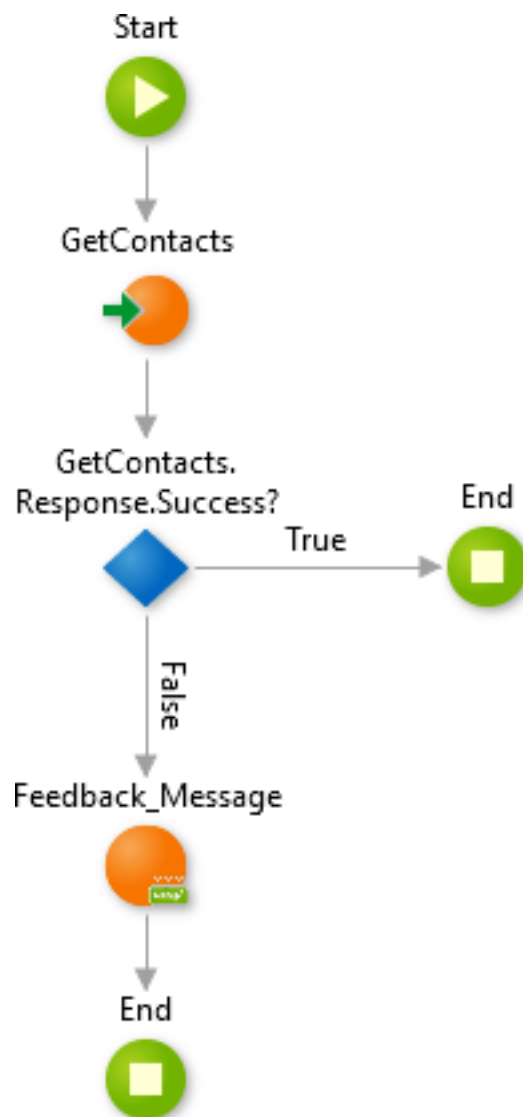 Start
GetContacts
GetContacts.
Response.Success?
True
End
False
Feedback_Message
End